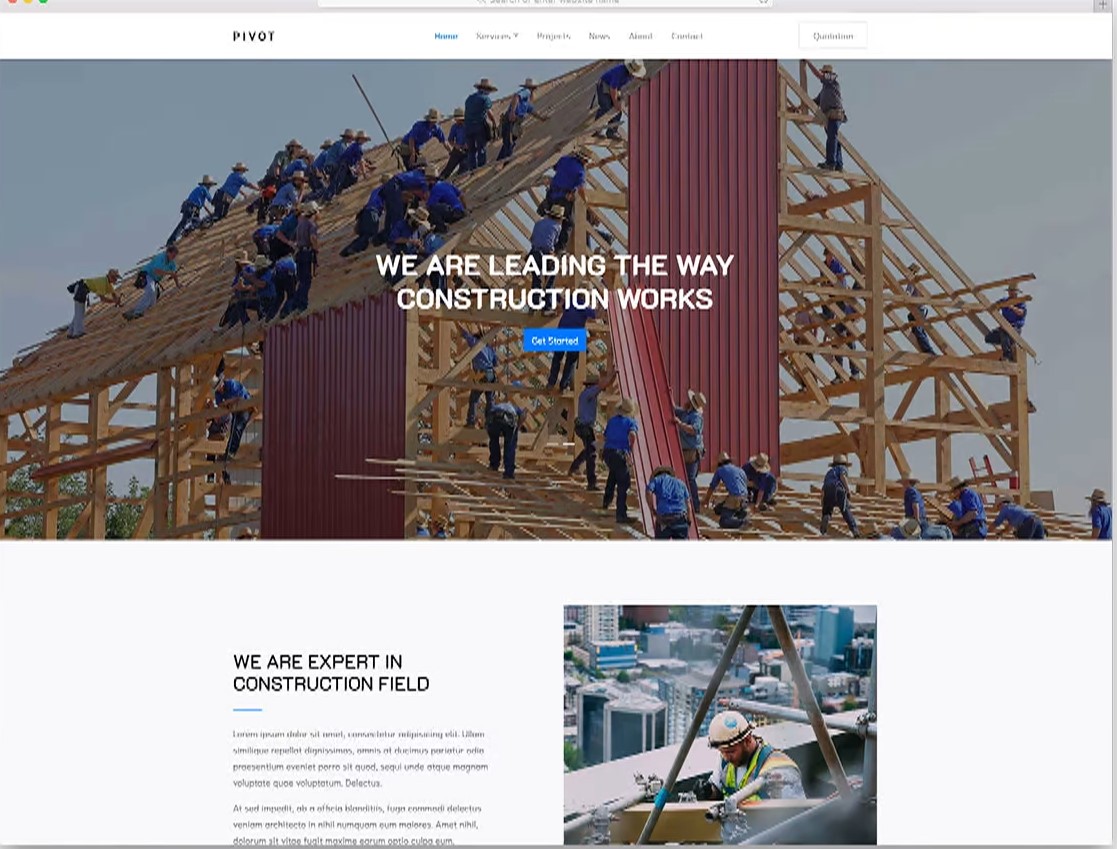 Search or enter website name
PIVOT
Home Services Projects News About Contact Quotation
WE ARE LEADING THE WAY
CONSTRUCTION WORKS
Get Started
WE ARE EXPERT IN
CONSTRUCTION FIELD
Lorem ipsum dolor sit amet, consectetur adipisicing elit. Ullam
similique repellat dignissimos, omnis at ducimus pariatur odio
praesentium eveniet porro sit quod, sequi unde atque magnam
voluptate quae voluptatum. Delectus.
At sed impedit, ab a officia blanditiis, fuga commodi delectus
veniam architecto in nihil numquam eum maiores. Amet nihil,
dolorum sit vitae fugit maxime earum optio culpa eum.